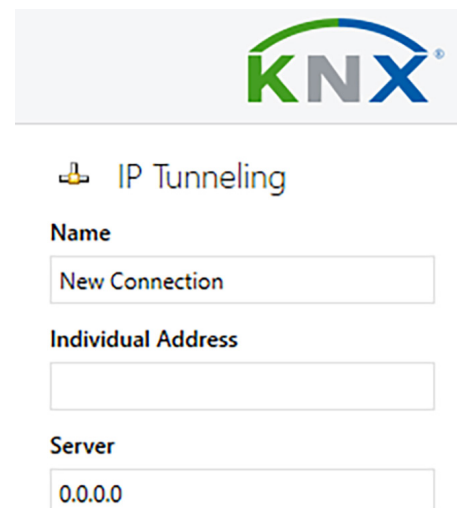 KNX®
IP Tunneling
Name
New Connection
Individual Address
Server
0.0.0.0